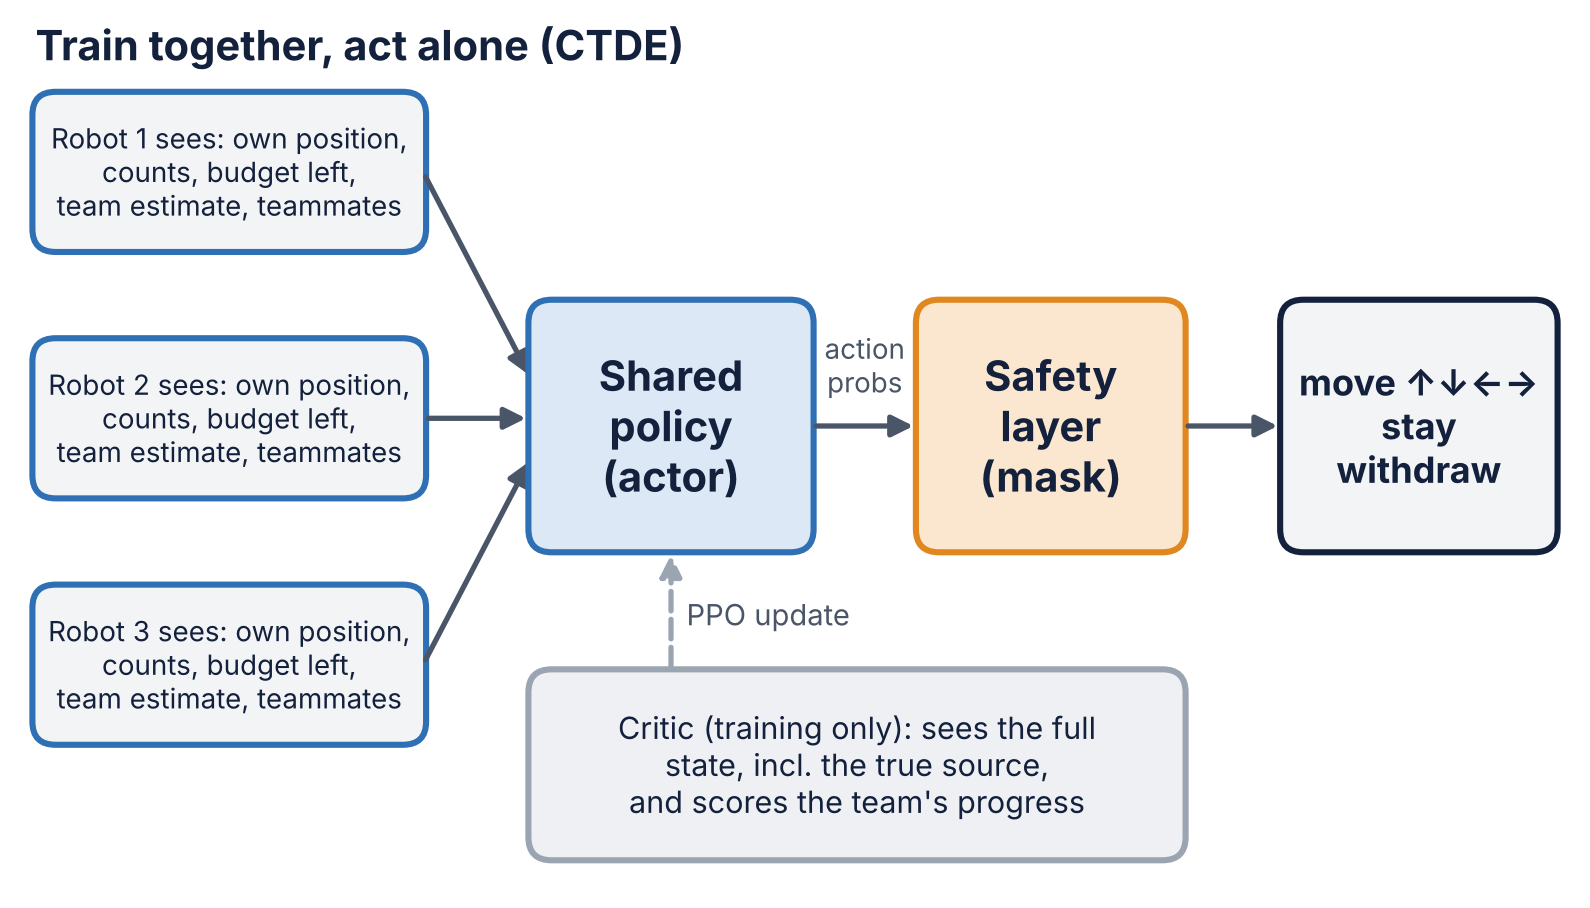 Train together, act alone (CTDE)
Robot 1 sees: own position,
counts, budget left,
team estimate, teammates
Robot 2 sees: own position,
counts, budget left,
team estimate, teammates
Robot 3 sees: own position,
counts, budget left,
team estimate, teammates
Shared
policy
(actor)
action
probs
Safety
layer
(mask)
move ↑↓←→
stay
withdraw
PPO update
Critic (training only): sees the full
state, incl. the true source,
and scores the team's progress